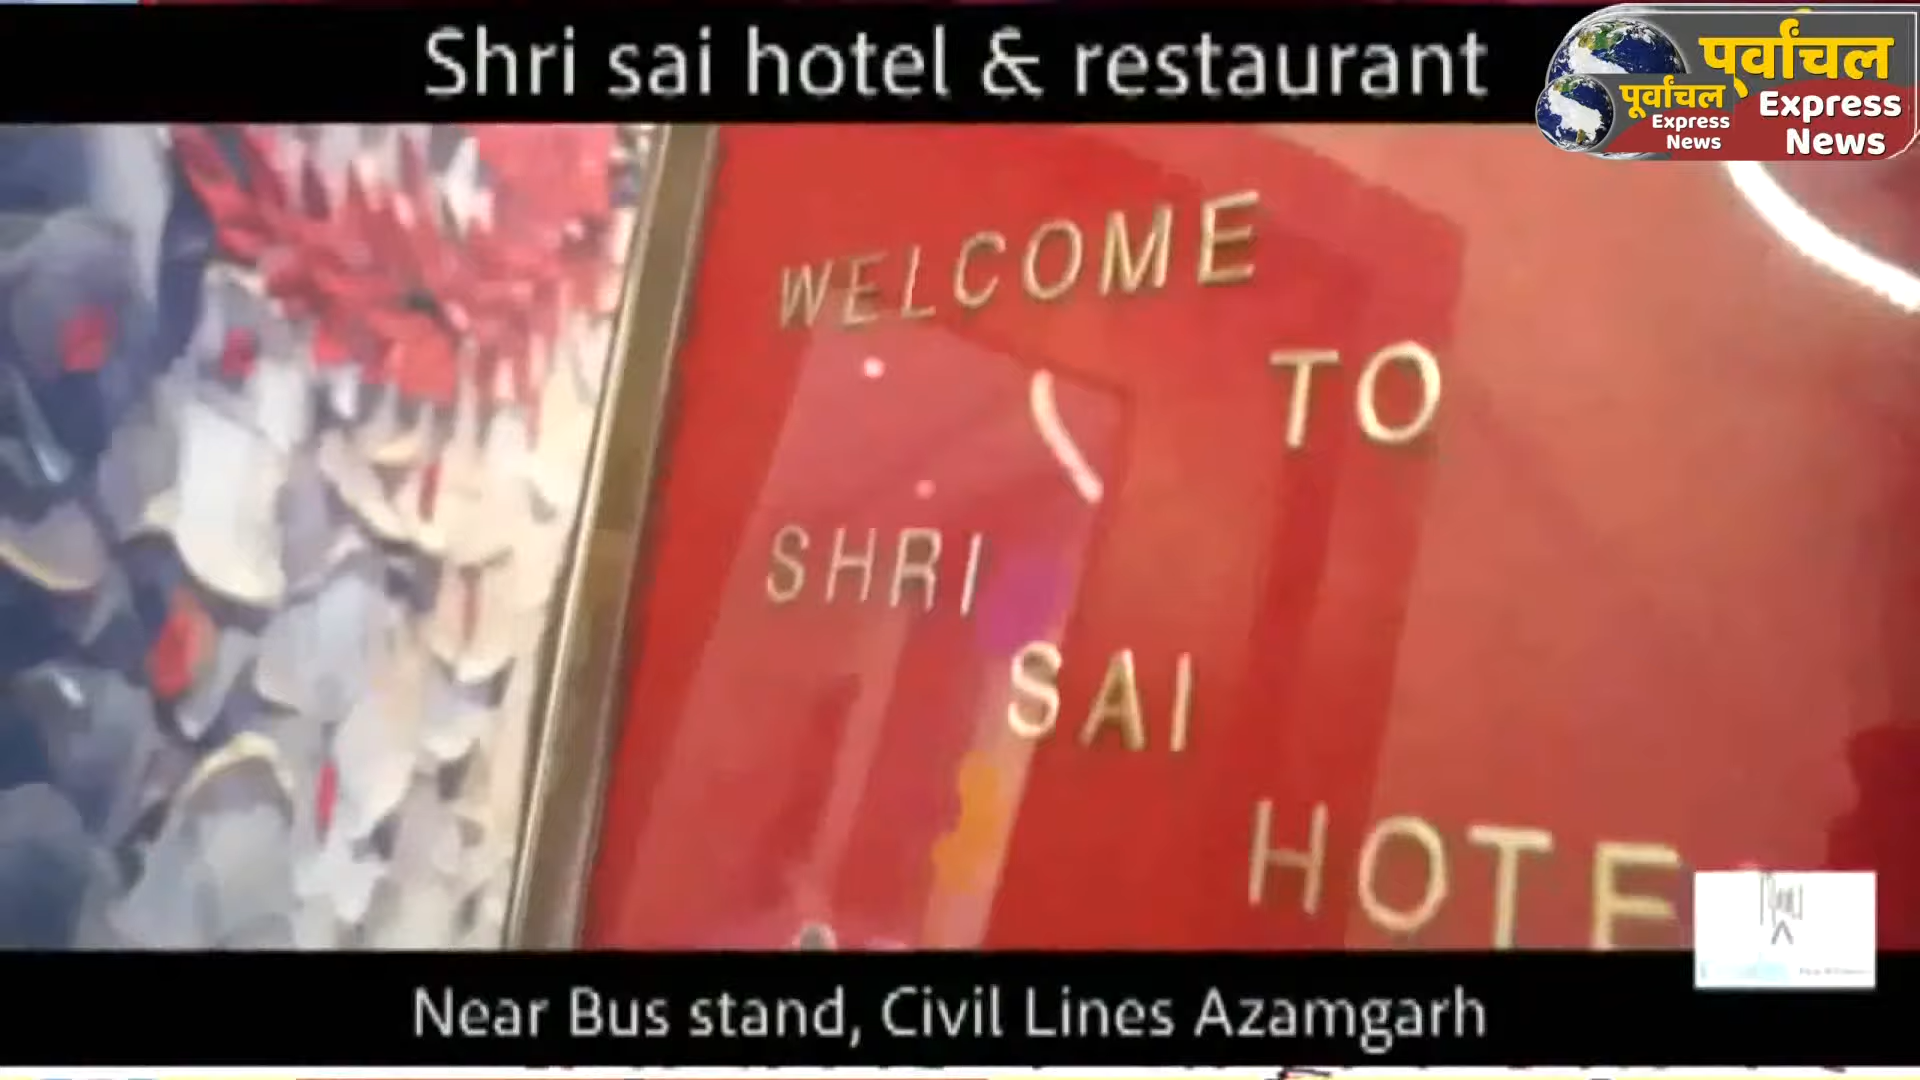 Shri sai hotel & restaurant
पूर्वांचल
Express
News
पूर्वांचल
Express
News
WELCOME
TO
SHRI
SAI
HOTE
Near Bus stand, Civil Lines Azamgarh